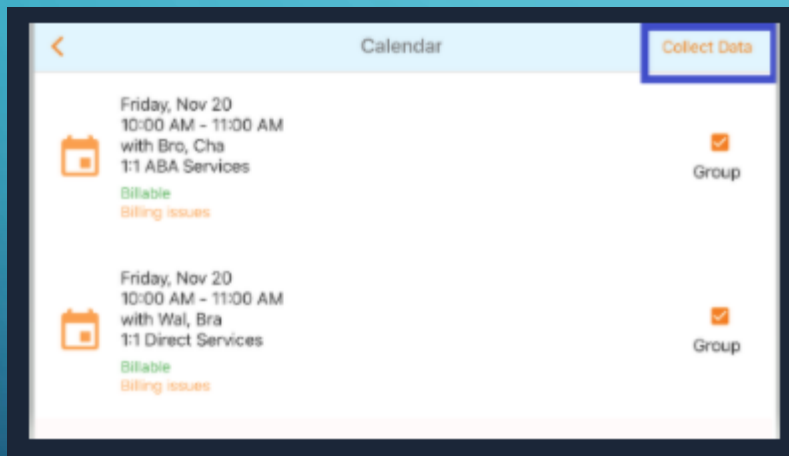 Calendar
Collect Data
Friday, Nov 20
10:00 AM - 11:00 AM
with Bro, Cha
1:1 ABA Services
Billable
Billing issues
Group
Friday, Nov 20
10:00 AM - 11:00 AM
with Wal, Bra
1:1 Direct Services
Billable
Billing issues
Group